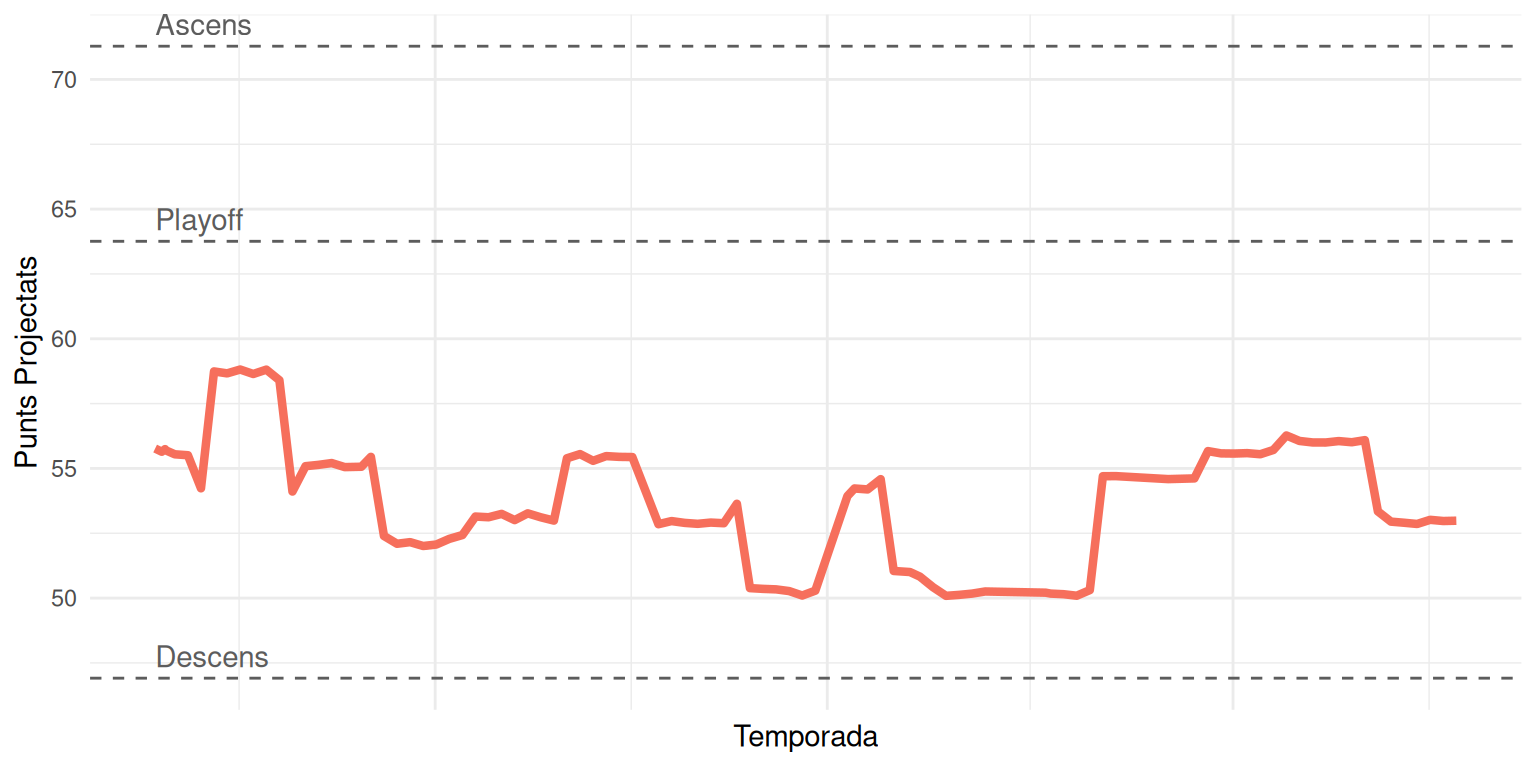 Ascens
70
65
Playoff
60
Punts Projectats
55
50
Descens
Temporada